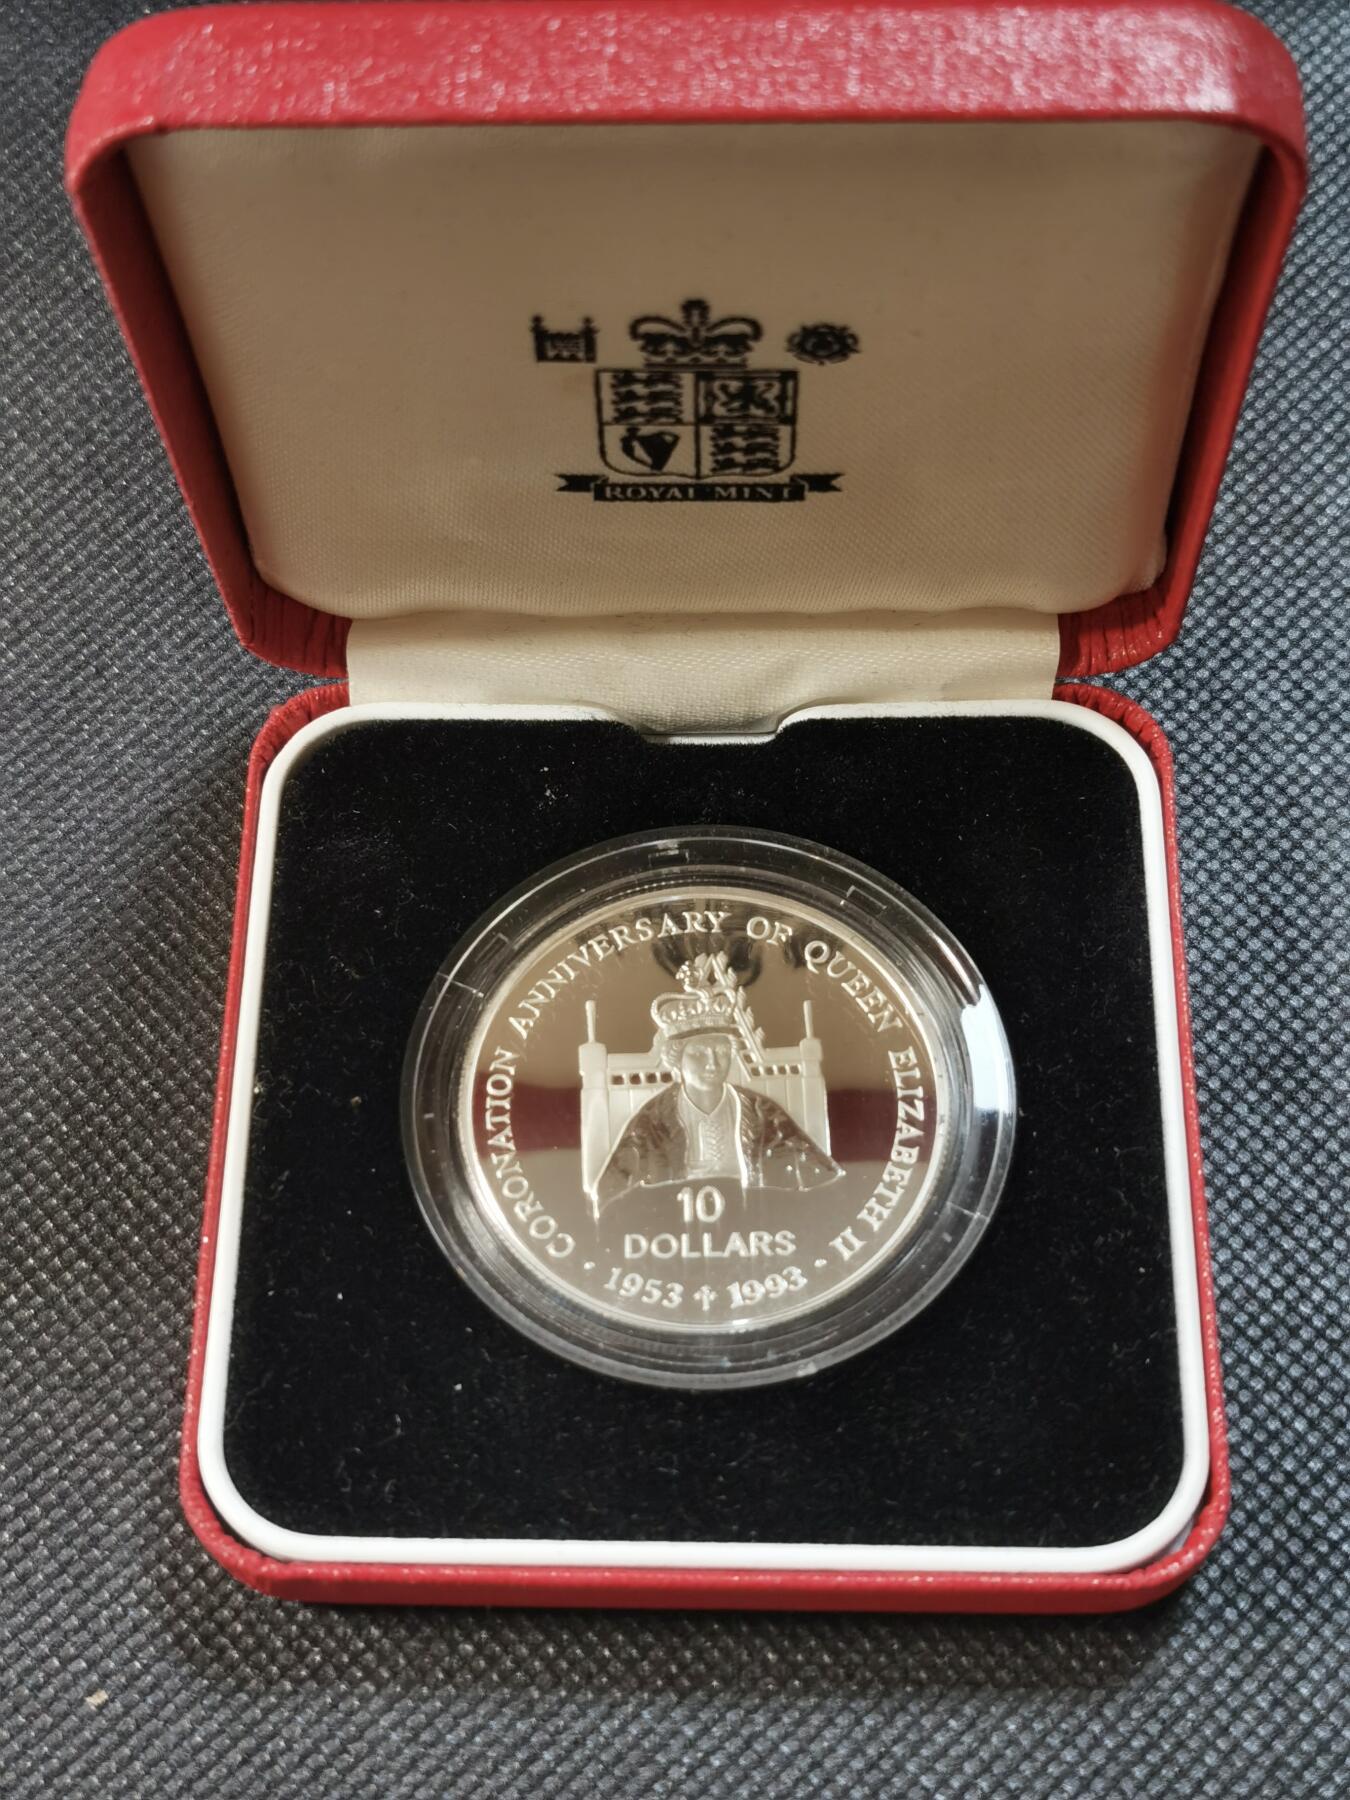 ROYAL MINT
· CORONATION ANNIVERSARY OF QUEEN ELIZABETH II ·
10
DOLLARS
1953 ✝ 1993